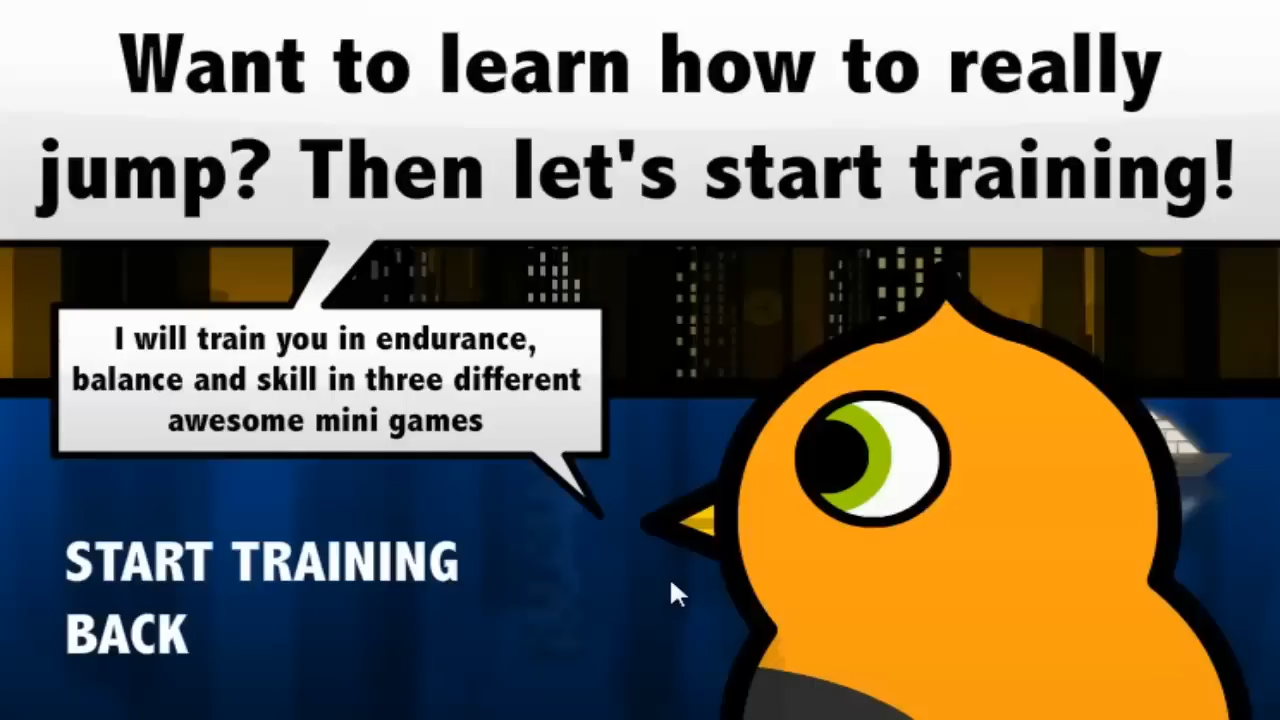 Want to learn how to really
jump? Then let's start training!
I will train you in endurance,
balance and skill in three different
awesome mini games
START TRAINING
BACK